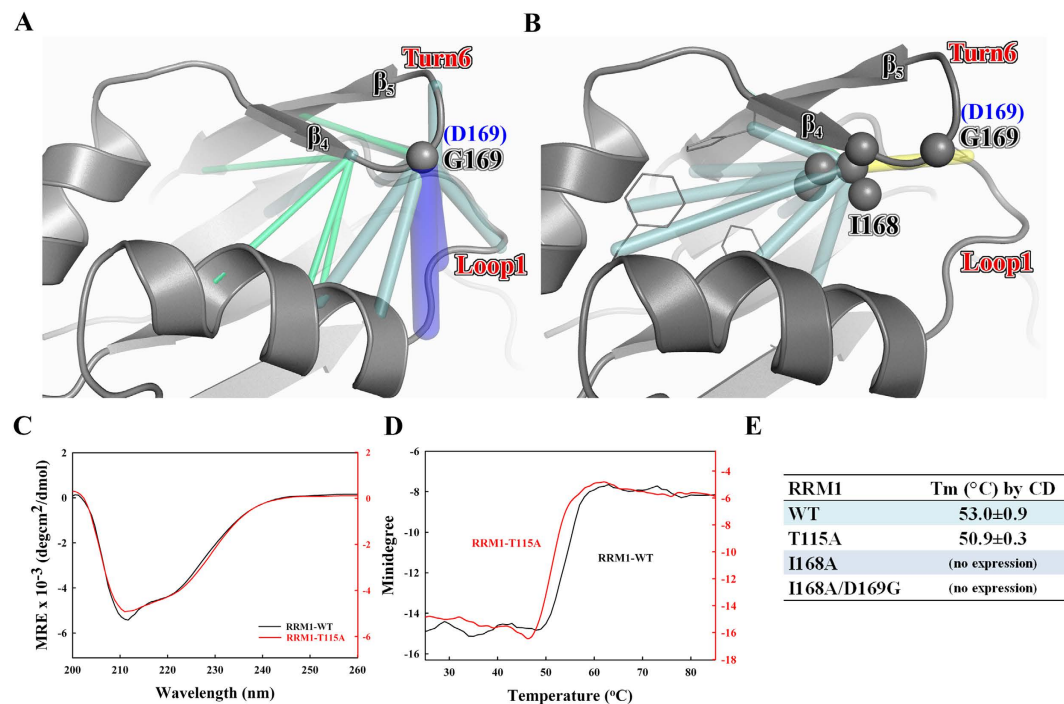 A
Turn6
β5
β4
(D169)
G169
Loop1
B
Turn6
β5
β4
(D169)
G169
I168
Loop1
C
2
0
-2
-4
-6
MRE x 10⁻³ (degcm²/dmol)
2
0
-2
-4
-6
RRM1-WT
RRM1-T115A
200 210 220 230 240 250 260
Wavelength (nm)
D
-6
-8
-10
-12
-14
-16
Minidegree
RRM1-T115A
RRM1-WT
-4
-6
-8
-10
-12
-14
-16
-18
30 40 50 60 70 80
Temperature (°C)
E
RRM1 Tm (°C) by CD
WT 53.0±0.9
T115A 50.9±0.3
I168A (no expression)
I168A/D169G (no expression)